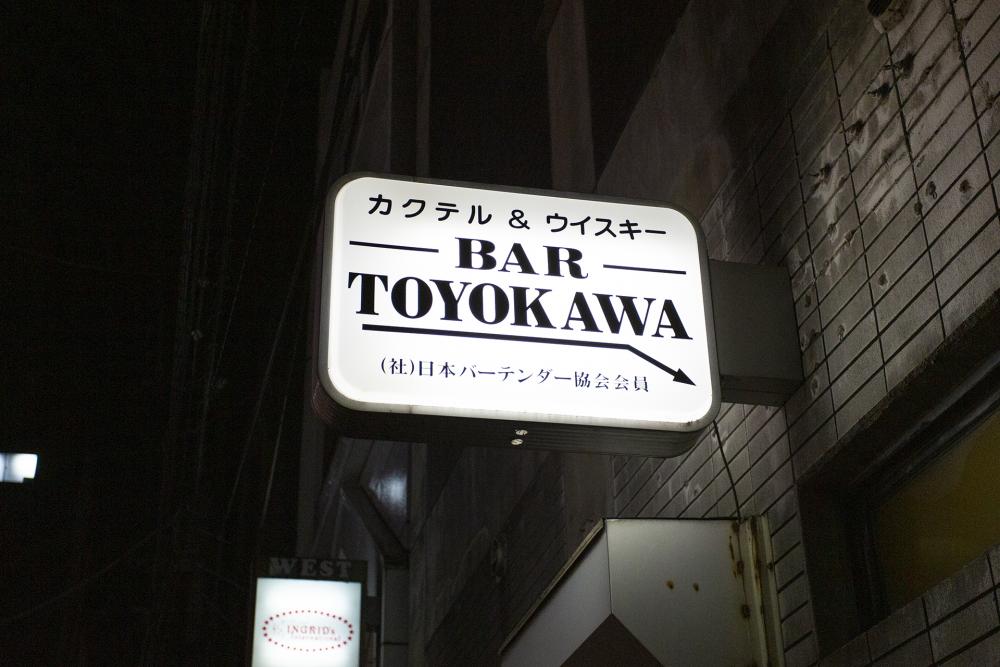 カクテル & ウイスキー
BAR
TOYOKAWA
(社)日本バーテンダー協会会員
WEST
INGRID's
International